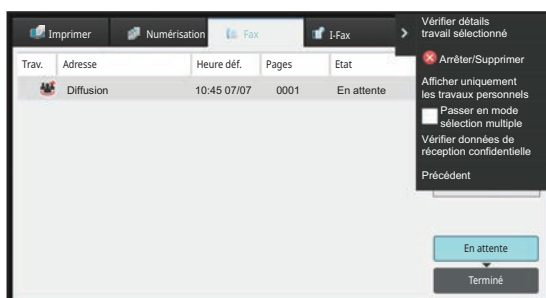 Imprimer Numérisation Fax I-Fax
Trav. Adresse Heure déf. Pages Etat
Diffusion 10:45 07/07 0001 En attente
Vérifier détails
travail sélectionné
Arrêter/Supprimer
Afficher uniquement
les travaux personnels
Passer en mode
sélection multiple
Vérifier données de
réception confidentielle
Précédent
En attente
Terminé